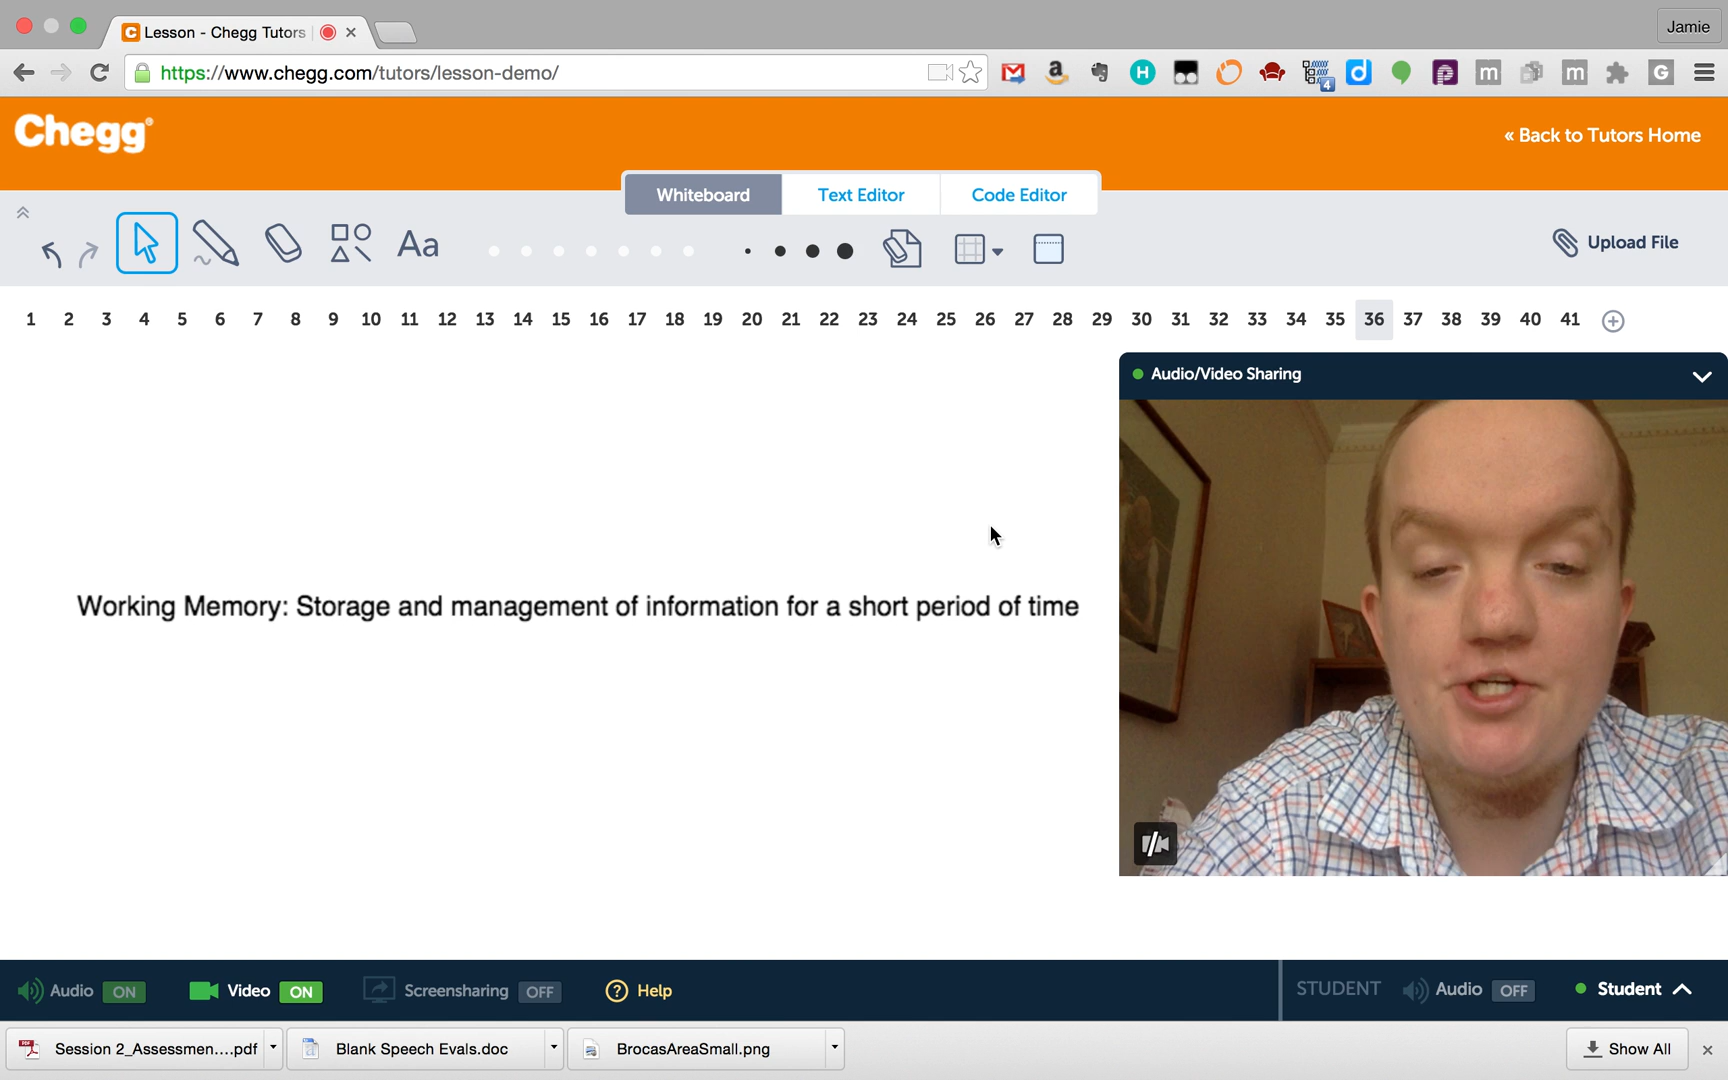 Lesson - Chegg Tutors
Jamie
https://www.chegg.com/tutors/lesson-demo/
4
Chegg
« Back to Tutors Home
Whiteboard Text Editor Code Editor
Aa
Upload File
1 2 3 4 5 6 7 8 9 10 11 12 13 14 15 16 17 18 19 20 21 22 23 24 25 26 27 28 29 30 31 32 33 34 35 36 37 38 39 40 41
Audio/Video Sharing
Working Memory: Storage and management of information for a short period of time
Audio ON Video ON Screensharing OFF ? Help STUDENT Audio OFF Student
Session 2_Assessmen....pdf Blank Speech Evals.doc BrocasAreaSmall.png Show All